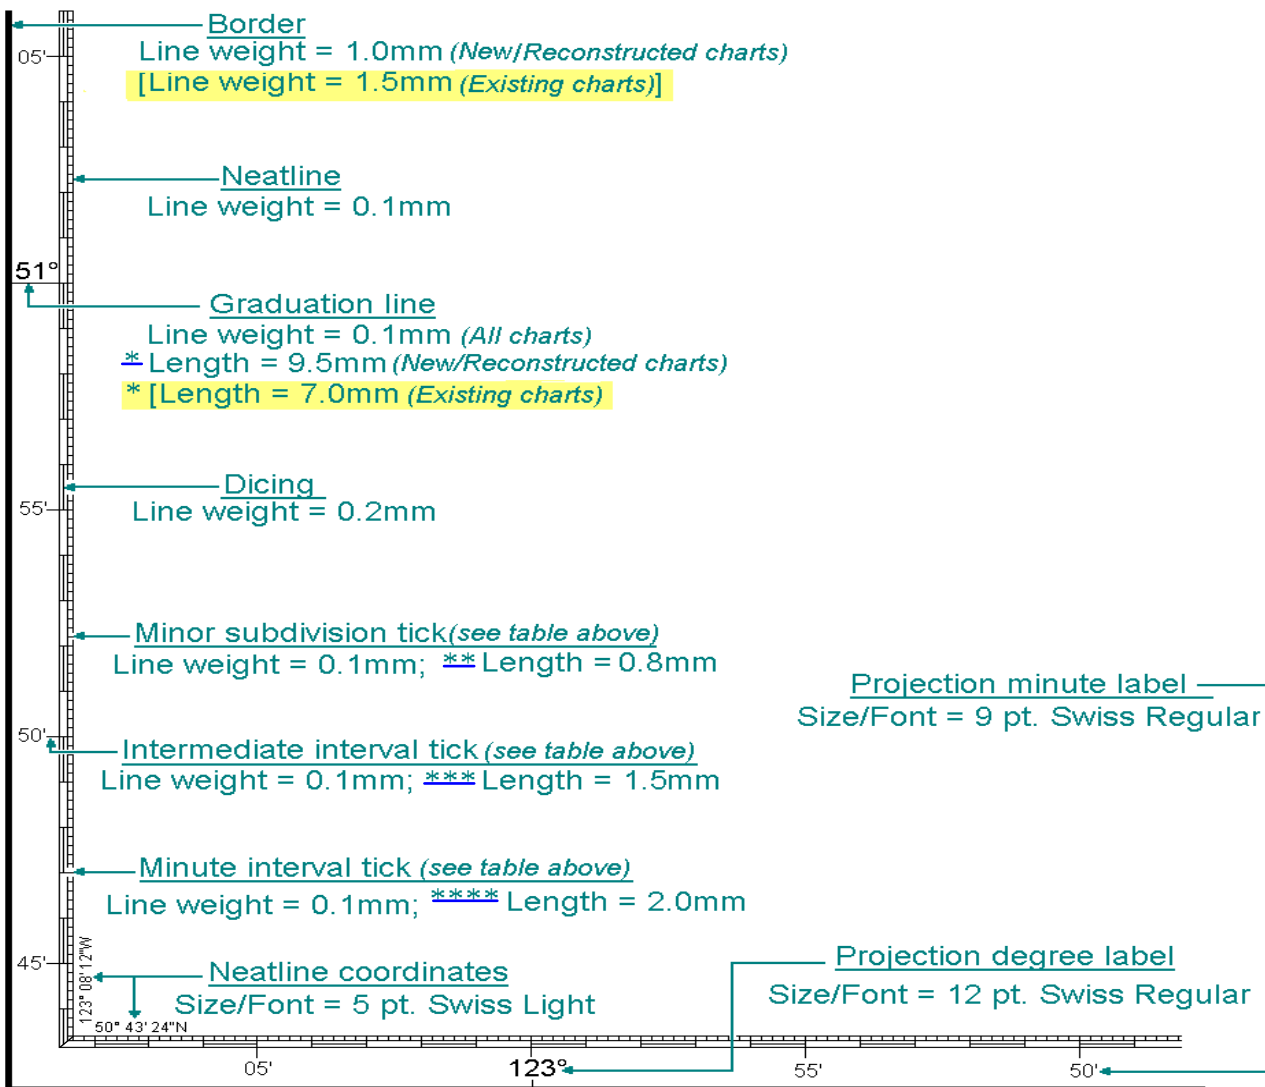 Border
05'
Line weight = 1.0mm (New/Reconstructed charts)
[Line weight = 1.5mm (Existing charts)]
Neatline
Line weight = 0.1mm
51°
Graduation line
Line weight = 0.1mm (All charts)
* Length = 9.5mm (New/Reconstructed charts)
* [Length = 7.0mm (Existing charts)
Dicing
55'
Line weight = 0.2mm
Minor subdivision tick (see table above)
Line weight = 0.1mm; ** Length = 0.8mm
Projection minute label
Size/Font = 9 pt. Swiss Regular
50'
Intermediate interval tick (see table above)
Line weight = 0.1mm; *** Length = 1.5mm
Minute interval tick (see table above)
Line weight = 0.1mm; **** Length = 2.0mm
45'
123° 08' 12"W
Neatline coordinates
Size/Font = 5 pt. Swiss Light
Projection degree label
Size/Font = 12 pt. Swiss Regular
50° 43' 24"N
05'
123°
55'
50'